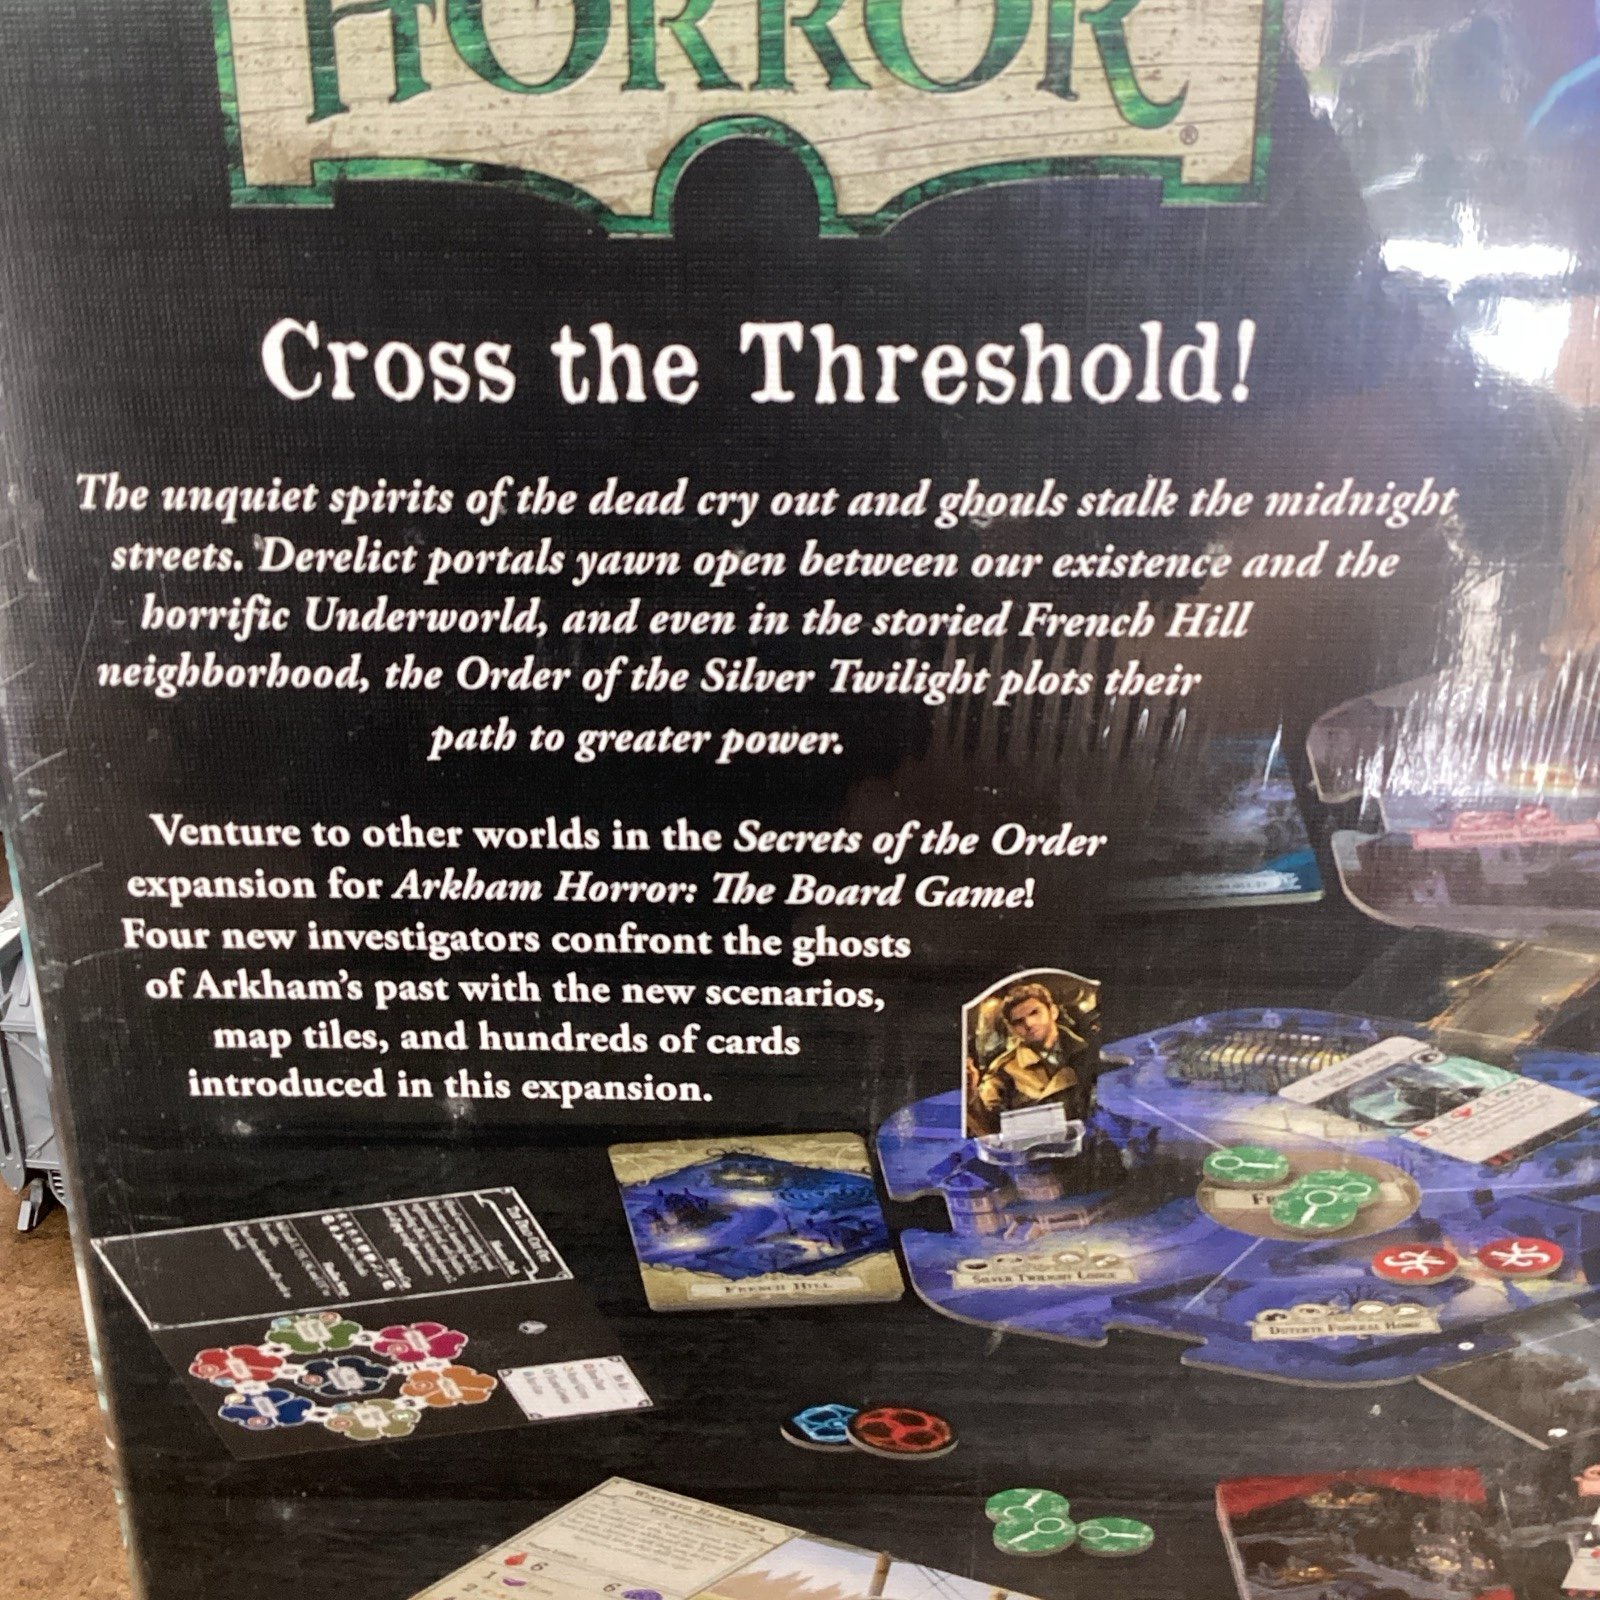 HORROR
®
Cross the Threshold!
The unquiet spirits of the dead cry out and ghouls stalk the midnight
streets. Derelict portals yawn open between our existence and the
horrific Underworld, and even in the storied French Hill
neighborhood, the Order of the Silver Twilight plots their
path to greater power.
Venture to other worlds in the Secrets of the Order
expansion for Arkham Horror: The Board Game!
Four new investigators confront the ghosts
of Arkham's past with the new scenarios,
map tiles, and hundreds of cards
introduced in this expansion.
French Hill
Silver Twilight Lodge
6
1
6
2